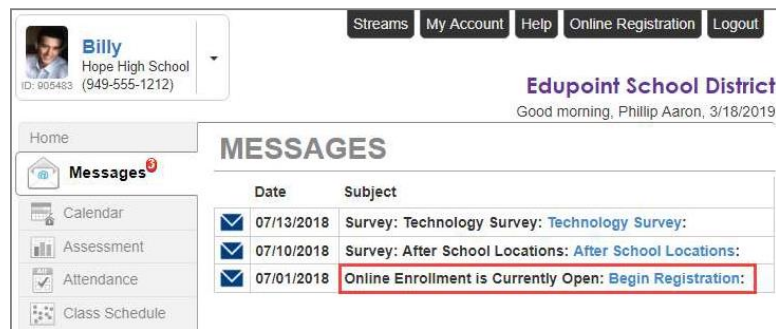 Streams My Account Help Online Registration Logout
Billy
Hope High School
(949-555-1212)
ID: 905483
Edupoint School District
Good morning, Phillip Aaron, 3/18/2019
Home
Messages 3
Calendar
Assessment
Attendance
Class Schedule
MESSAGES
Date Subject
07/13/2018 Survey: Technology Survey: Technology Survey:
07/10/2018 Survey: After School Locations: After School Locations:
07/01/2018 Online Enrollment is Currently Open: Begin Registration: